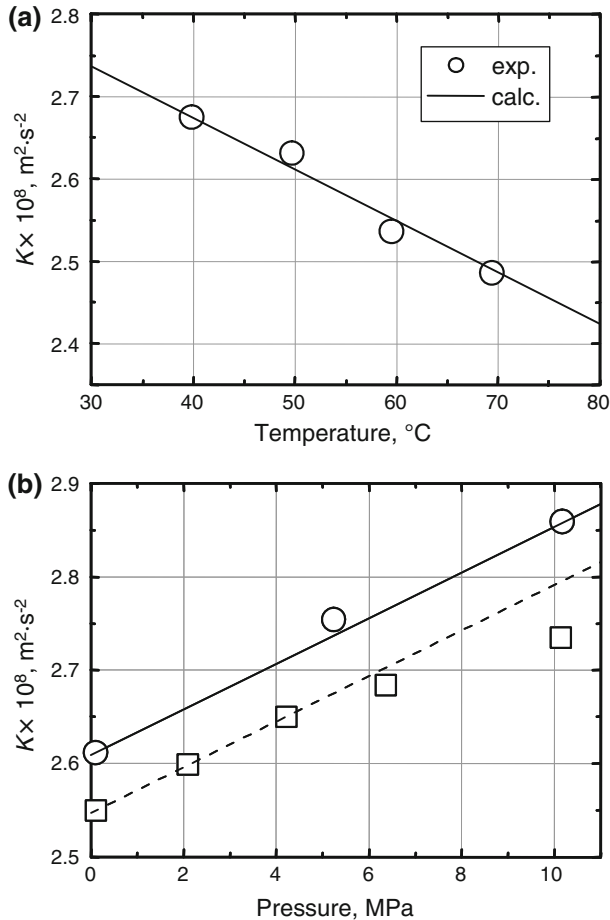 (a)
2.8
2.7
2.6
2.5
2.4
K× 10⁸, m²·s⁻²
exp.
calc.
30 40 50 60 70 80
Temperature, °C
(b)
2.9
2.8
2.7
2.6
2.5
K× 10⁸, m²·s⁻²
0 2 4 6 8 10
Pressure, MPa